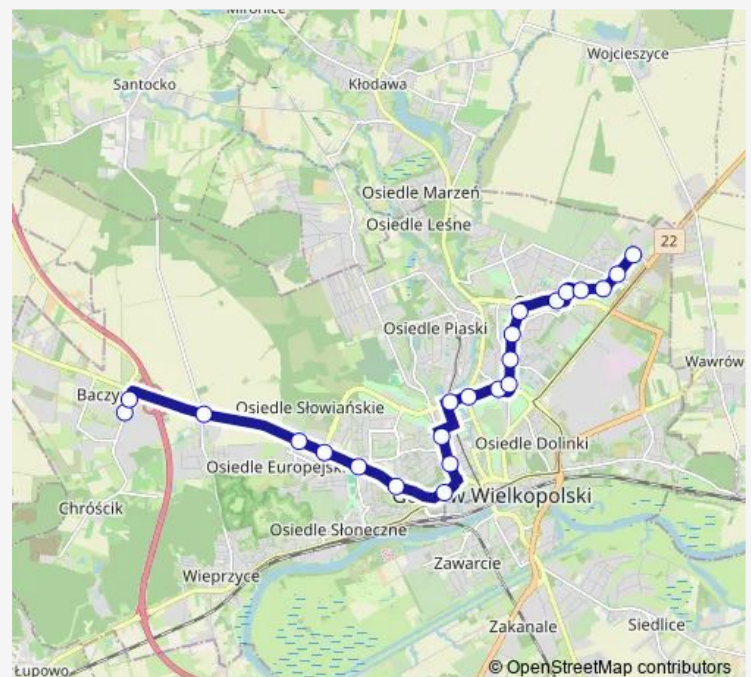 Santocko
Kłodawa
Wojcieszyce
Osiedle Marzeń
Osiedle Leśne
22
Osiedle Piaski
Wawrów
Baczy
Osiedle Słowiańskie
Osiedle Dolinki
Osiedle Europejsk
Wielkopolski
Chróścik
Osiedle Słoneczne
Zawarcie
Wieprzyce
Zakanale
Siedlice
Łupowo
© OpenStreetMap contributors